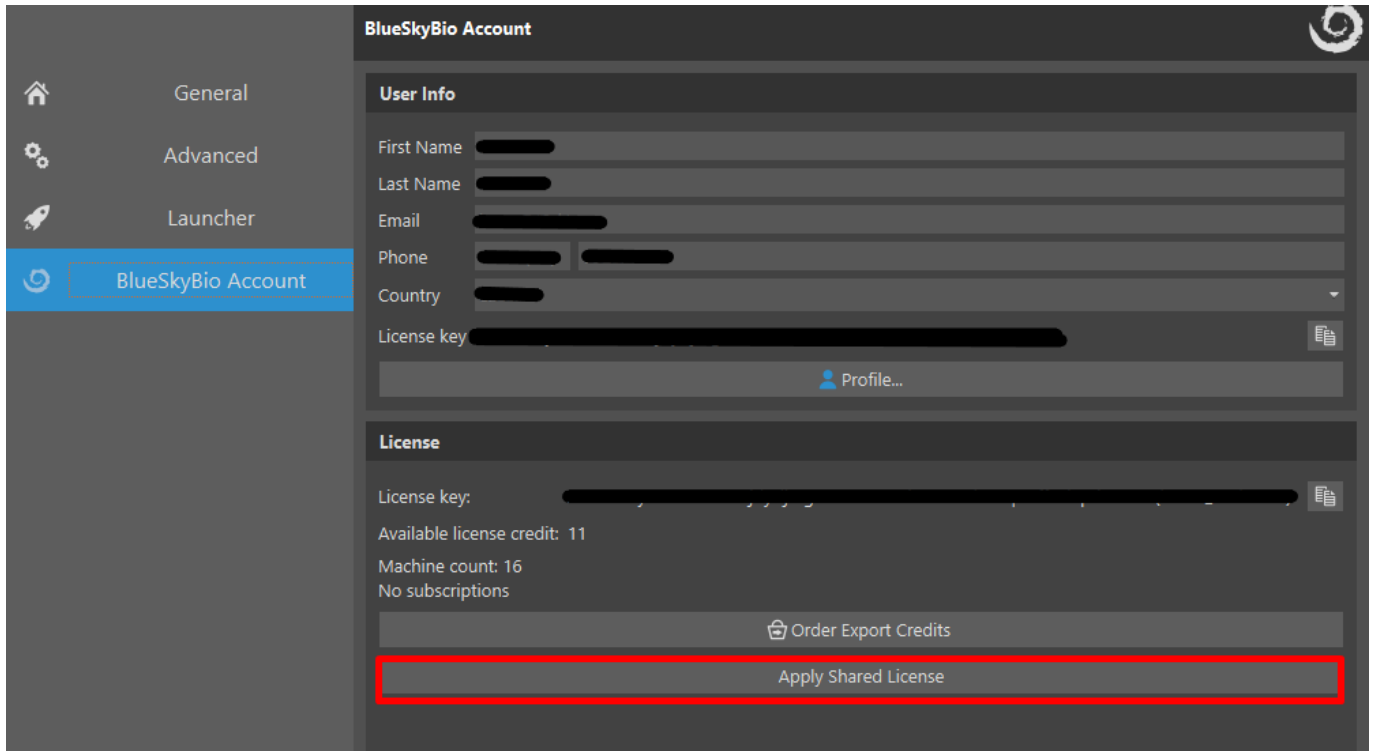 BlueSkyBio Account
General
Advanced
Launcher
BlueSkyBio Account
User Info
First Name
Last Name
Email
Phone
Country
License key
Profile...
License
License key:
Available license credit: 11
Machine count: 16
No subscriptions
Order Export Credits
Apply Shared License